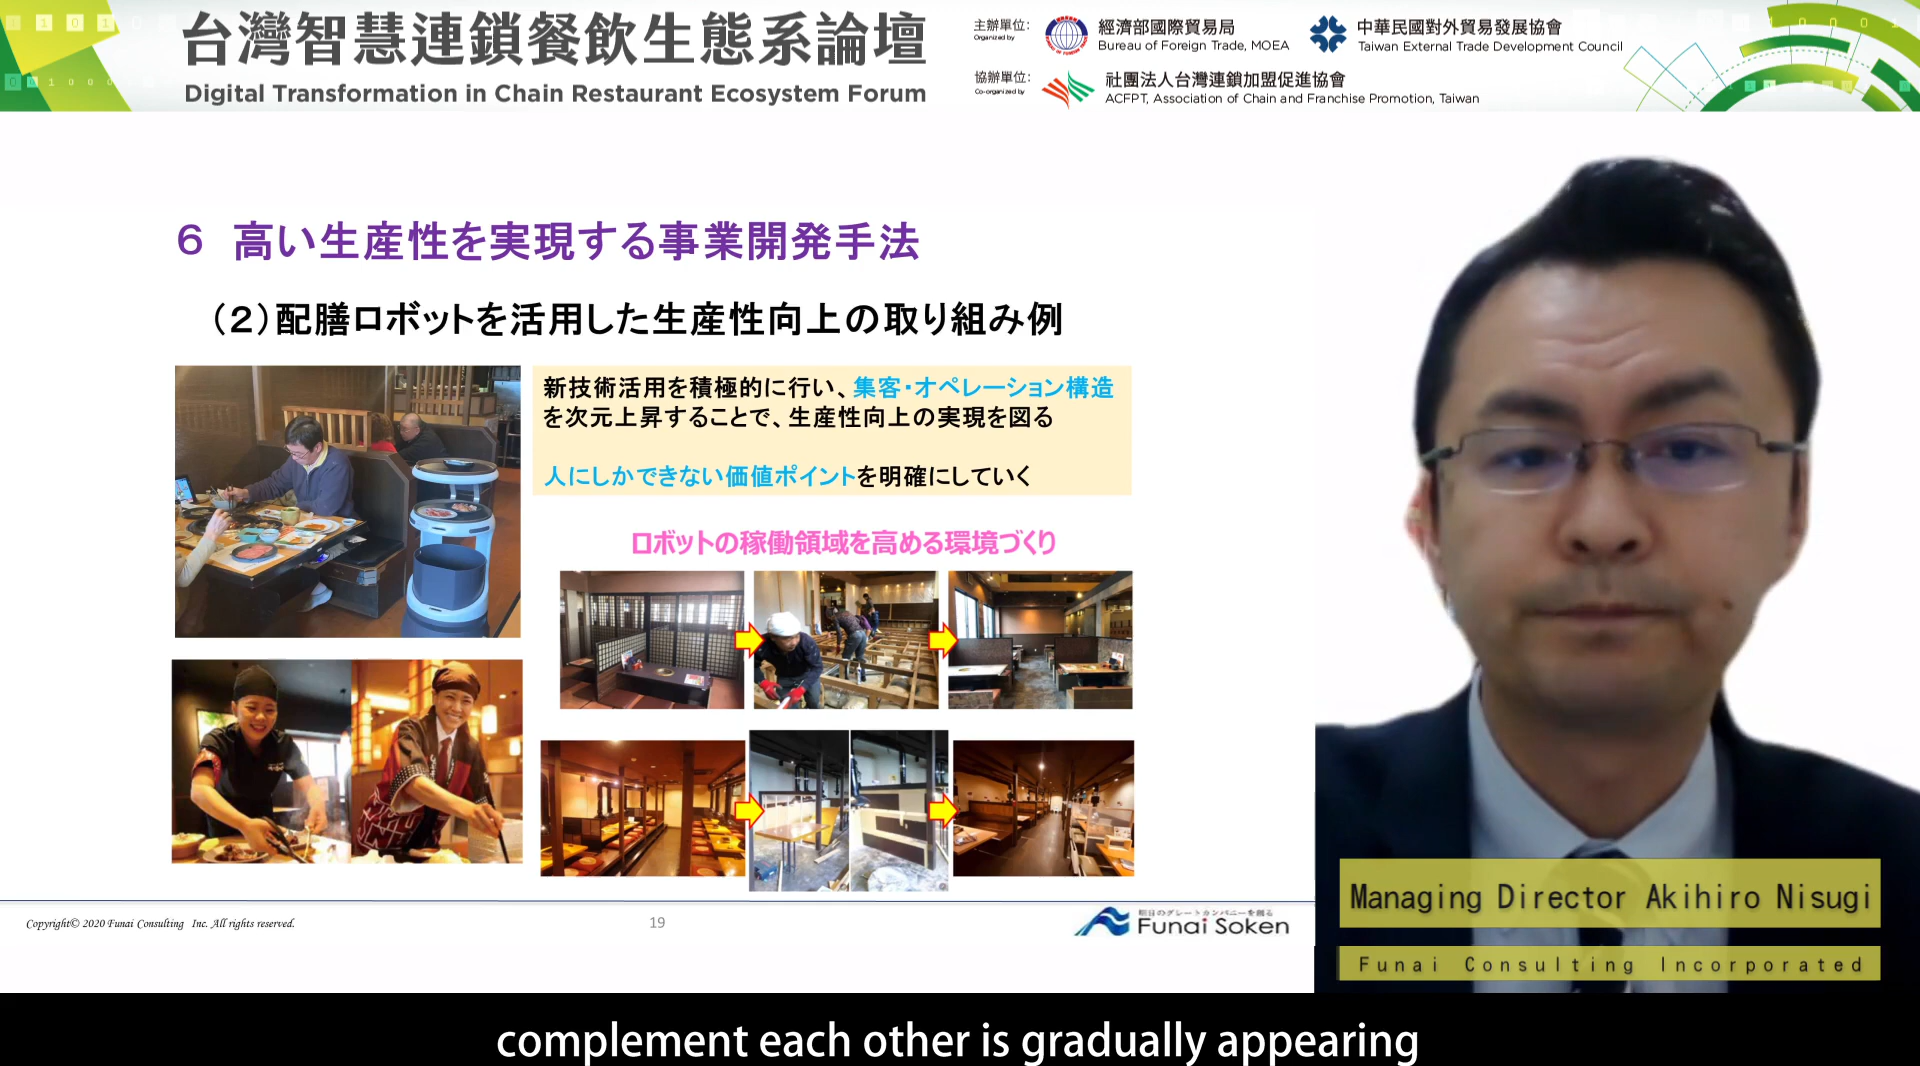 台灣智慧連鎖餐飲生態系論壇
Digital Transformation in Chain Restaurant Ecosystem Forum
主辦單位:
Organized by
經濟部國際貿易局
Bureau of Foreign Trade, MOEA
中華民國對外貿易發展協會
Taiwan External Trade Development Council
協辦單位:
Co-organized by
社團法人台灣連鎖加盟促進協會
ACFPT, Association of Chain and Franchise Promotion, Taiwan
6 高い生産性を実現する事業開発手法
(2)配膳ロボットを活用した生産性向上の取り組み例
新技術活用を積極的に行い、集客・オペレーション構造
を次元上昇することで、生産性向上の実現を図る
人にしかできない価値ポイントを明確にしていく
ロボットの稼働領域を高める環境づくり
Copyright© 2020 Funai Consulting Inc. All rights reserved.
19
明日のグレートカンパニーを創る
Funai Soken
Managing Director Akihiro Nisugi
Funai Consulting Incorporated
complement each other is gradually appearing